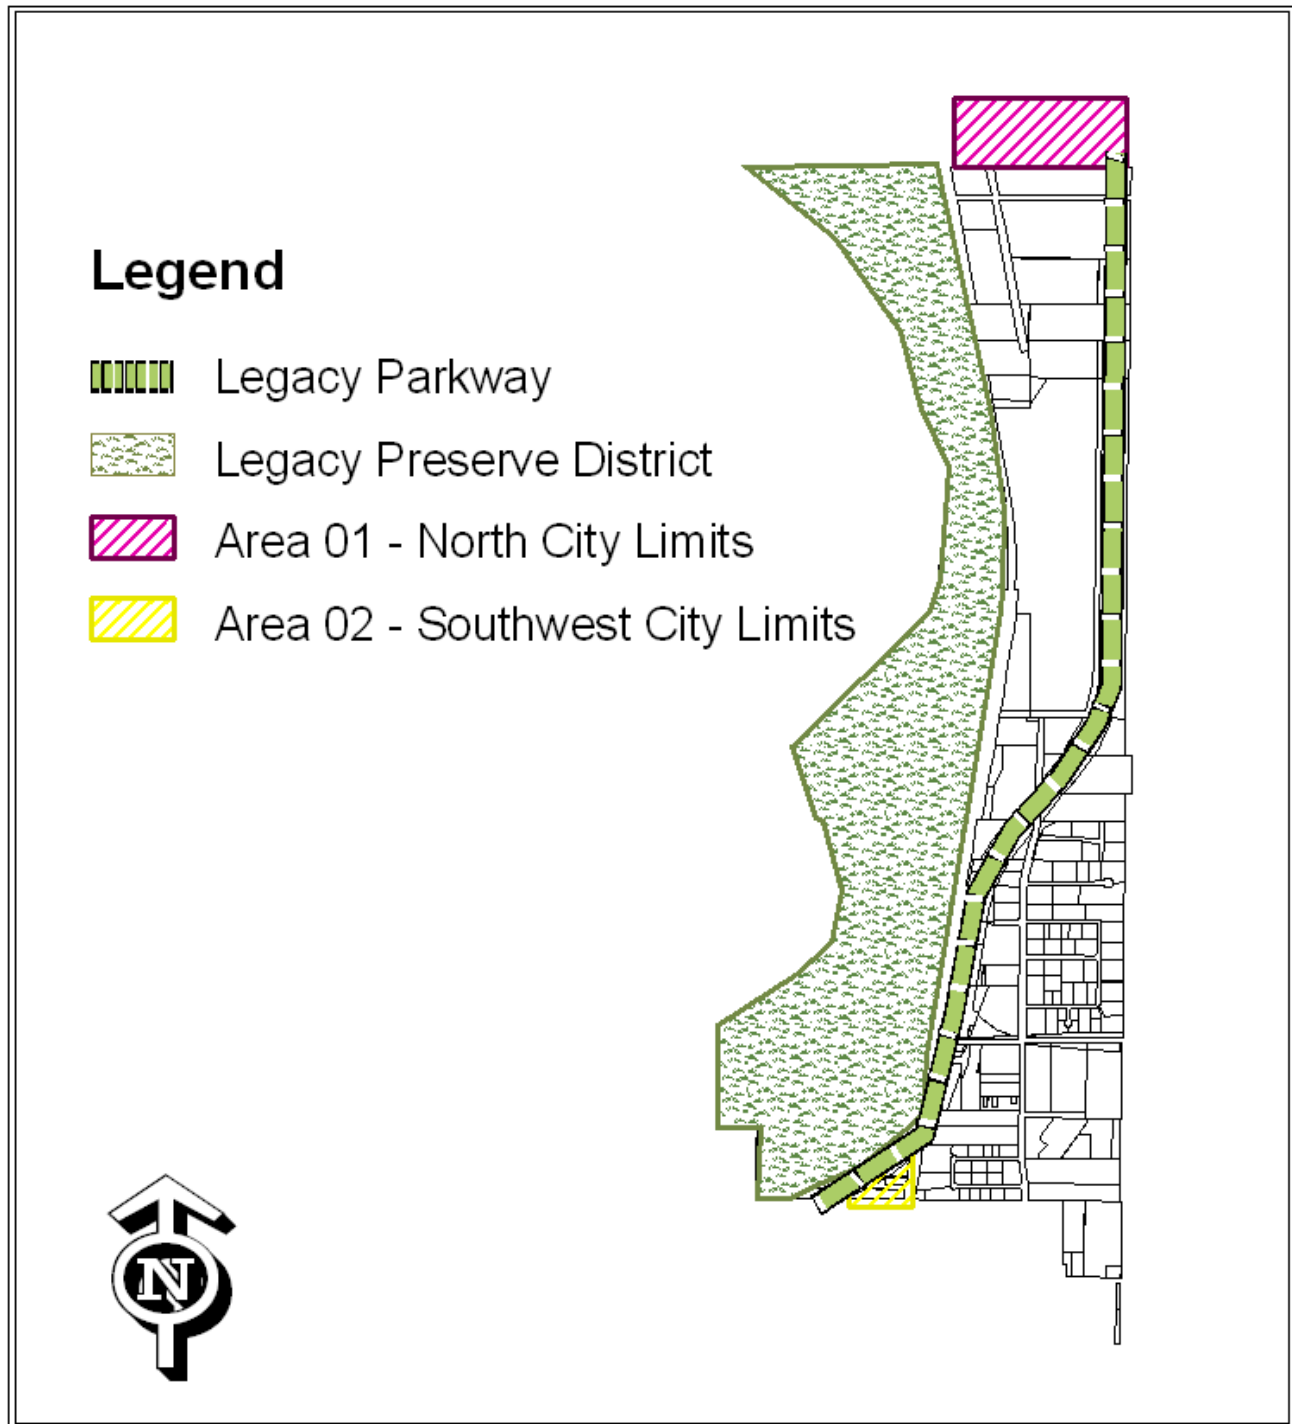 Legend
Legacy Parkway
Legacy Preserve District
Area 01 - North City Limits
Area 02 - Southwest City Limits
N